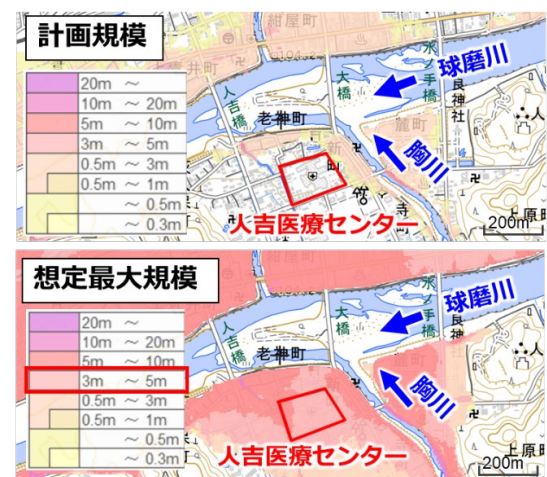 計画規模
20m ～
10m ～ 20m
5m ～ 10m
3m ～ 5m
0.5m ～ 3m
0.5m ～ 1m
～ 0.5m
～ 0.3m
紺屋町
人吉橋
大橋
水ノ手橋
球磨川
老神町
新町
麓町
胸川
寺町
人吉医療センター
上原町
200m
想定最大規模
20m ～
10m ～ 20m
5m ～ 10m
3m ～ 5m
0.5m ～ 3m
0.5m ～ 1m
～ 0.5m
～ 0.3m
人吉橋
大橋
水ノ手橋
球磨川
老神町
胸川
人吉医療センター
200m